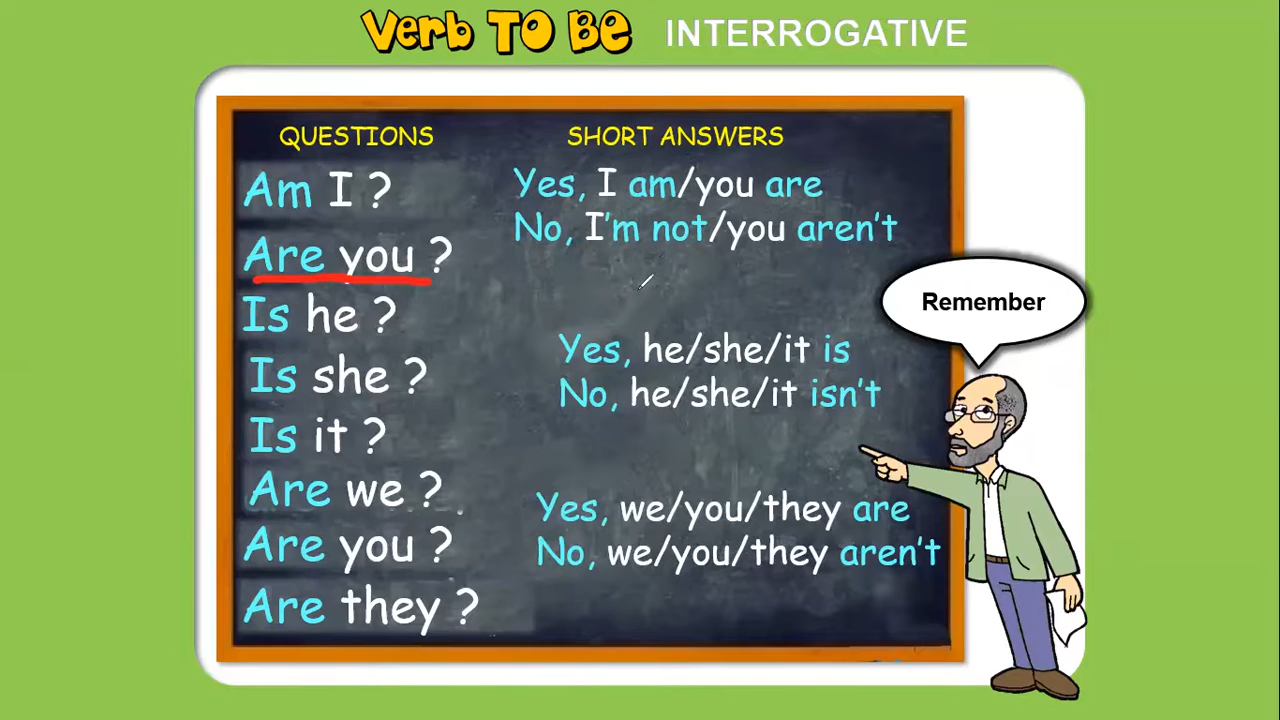 Verb TO BE INTERROGATIVE
QUESTIONS
Am I ?
Are you ?
Is he ?
Is she ?
Is it ?
Are we ?
Are you ?
Are they ?
SHORT ANSWERS
Yes, I am/you are
No, I'm not/you aren't
Yes, he/she/it is
No, he/she/it isn't
Yes, we/you/they are
No, we/you/they aren't
Remember